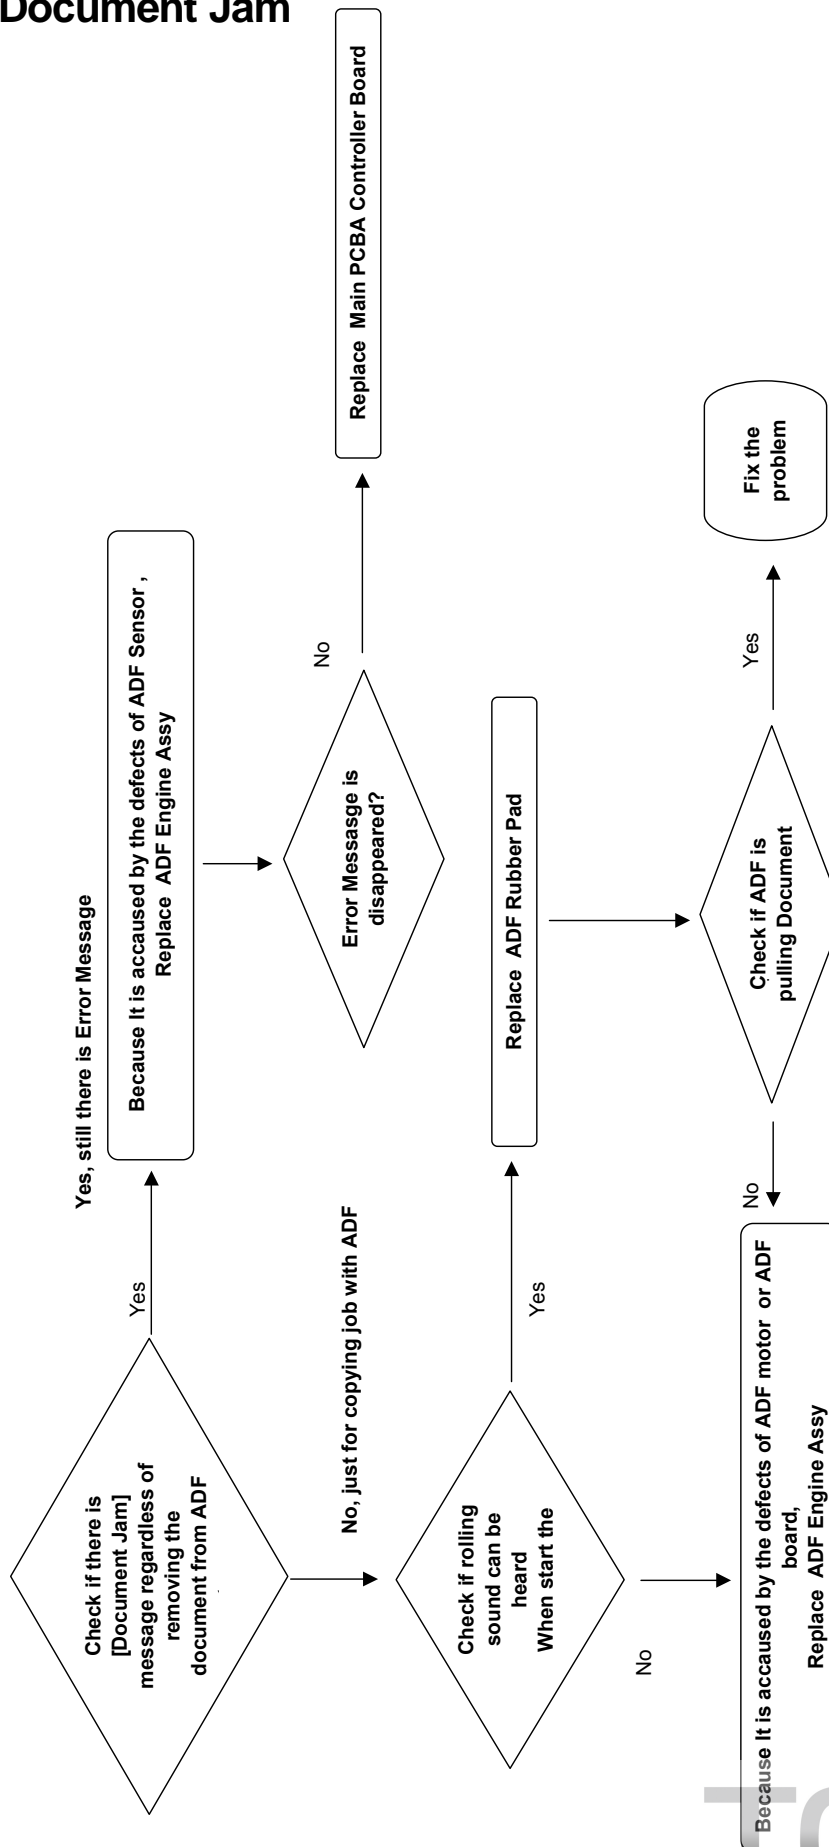 Document Jam
Check if there is
[Document Jam]
message regardless of
removing the
document from ADF
Yes
Yes, still there is Error Message
Because It is accaused by the defects of ADF Sensor ,
Replace ADF Engine Assy
Error Messasge is
disappeared?
No
Replace Main PCBA Controller Board
No, just for copying job with ADF
Check if rolling
sound can be
heard
When start the
Yes
Replace ADF Rubber Pad
Check if ADF is
pulling Document
Yes
Fix the
problem
No
No
Because It is accaused by the defects of ADF motor or ADF
board,
Replace ADF Engine Assy